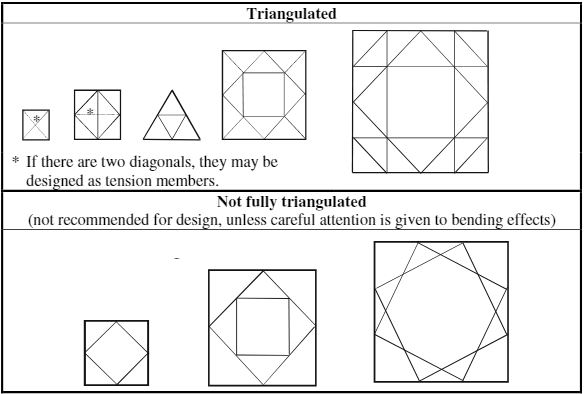 Triangulated
*
*
* If there are two diagonals, they may be
designed as tension members.
Not fully triangulated
(not recommended for design, unless careful attention is given to bending effects)